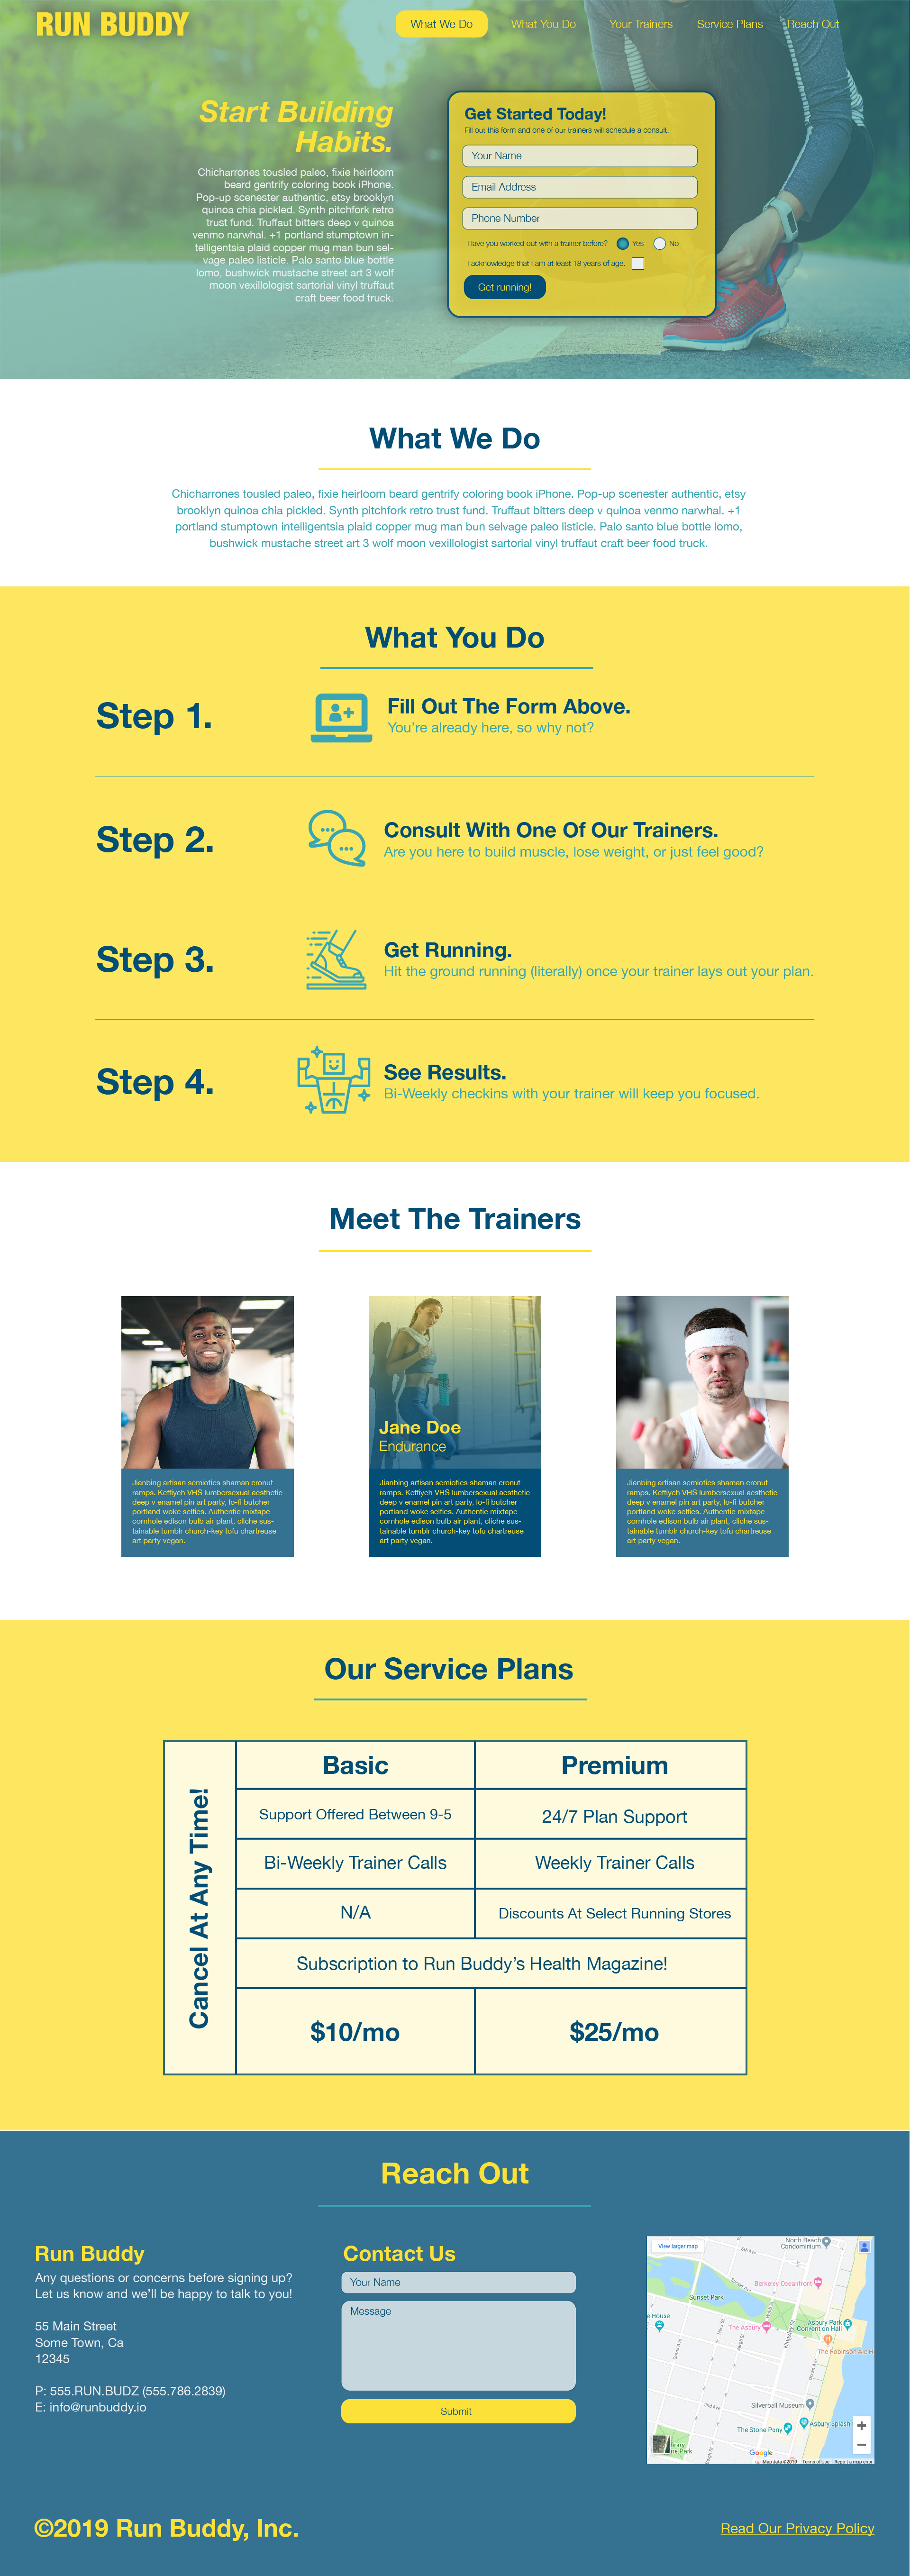 RUN BUDDY
What We Do
What You Do
Your Trainers
Service Plans
Reach Out
Start Building
Habits.
Chicharrones tousled paleo, fixie heirloom
beard gentrify coloring book iPhone.
Pop-up scenester authentic, etsy brooklyn
quinoa chia pickled. Synth pitchfork retro
trust fund. Truffaut bitters deep v quinoa
venmo narwhal. +1 portland stumptown in-
telligentsia plaid copper mug man bun sel-
vage paleo listicle. Palo santo blue bottle
lomo, bushwick mustache street art 3 wolf
moon vexillologist sartorial vinyl truffaut
craft beer food truck.
Get Started Today!
Fill out this form and one of our trainers will schedule a consult.
Your Name
Email Address
Phone Number
Have you worked out with a trainer before? Yes No
I acknowledge that I am at least 18 years of age.
Get running!
What We Do
Chicharrones tousled paleo, fixie heirloom beard gentrify coloring book iPhone. Pop-up scenester authentic, etsy
brooklyn quinoa chia pickled. Synth pitchfork retro trust fund. Truffaut bitters deep v quinoa venmo narwhal. +1
portland stumptown intelligentsia plaid copper mug man bun selvage paleo listicle. Palo santo blue bottle lomo,
bushwick mustache street art 3 wolf moon vexillologist sartorial vinyl truffaut craft beer food truck.
What You Do
Step 1.
Fill Out The Form Above.
You're already here, so why not?
Step 2.
Consult With One Of Our Trainers.
Are you here to build muscle, lose weight, or just feel good?
Step 3.
Get Running.
Hit the ground running (literally) once your trainer lays out your plan.
Step 4.
See Results.
Bi-Weekly checkins with your trainer will keep you focused.
Meet The Trainers
Jianbing artisan semiotics shaman cronut
ramps. Keffiyeh VHS lumbersexual aesthetic
deep v enamel pin art party, lo-fi butcher
portland woke selfies. Authentic mixtape
cornhole edison bulb air plant, cliche sus-
tainable tumblr church-key tofu chartreuse
art party vegan.
Jane Doe
Endurance
Jianbing artisan semiotics shaman cronut
ramps. Keffiyeh VHS lumbersexual aesthetic
deep v enamel pin art party, lo-fi butcher
portland woke selfies. Authentic mixtape
cornhole edison bulb air plant, cliche sus-
tainable tumblr church-key tofu chartreuse
art party vegan.
Jianbing artisan semiotics shaman cronut
ramps. Keffiyeh VHS lumbersexual aesthetic
deep v enamel pin art party, lo-fi butcher
portland woke selfies. Authentic mixtape
cornhole edison bulb air plant, cliche sus-
tainable tumblr church-key tofu chartreuse
art party vegan.
Our Service Plans
Cancel At Any Time!
Basic
Premium
Support Offered Between 9-5
24/7 Plan Support
Bi-Weekly Trainer Calls
Weekly Trainer Calls
N/A
Discounts At Select Running Stores
Subscription to Run Buddy's Health Magazine!
$10/mo
$25/mo
Reach Out
Run Buddy
Any questions or concerns before signing up?
Let us know and we'll be happy to talk to you!
55 Main Street
Some Town, Ca
12345
P: 555.RUN.BUDZ (555.786.2839)
E: info@runbuddy.io
Contact Us
Your Name
Message
Submit
View larger map
North Beach
Condominium
6th Ave
Berkeley Oceanfront
Sunset Park
e House
The Asbury
Asbury Park
Convention Hall
Kingsley St
The Robinson Ale H
2nd Ave
Silverball Museum
The Stone Pony
Asbury Splash
Google
Map data ©2019 Terms of Use Report a map error
©2019 Run Buddy, Inc.
Read Our Privacy Policy